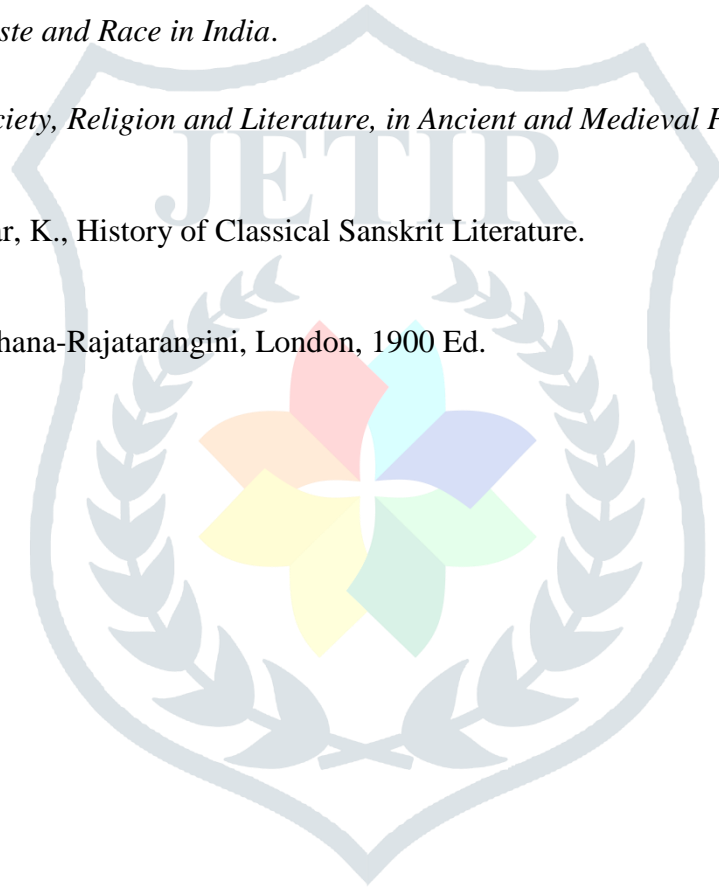 ste and Race in India.
ciety, Religion and Literature, in Ancient and Medieval
JETIR
ar, K., History of Classical Sanskrit Literature.
hana-Rajatarangini, London, 1900 Ed.